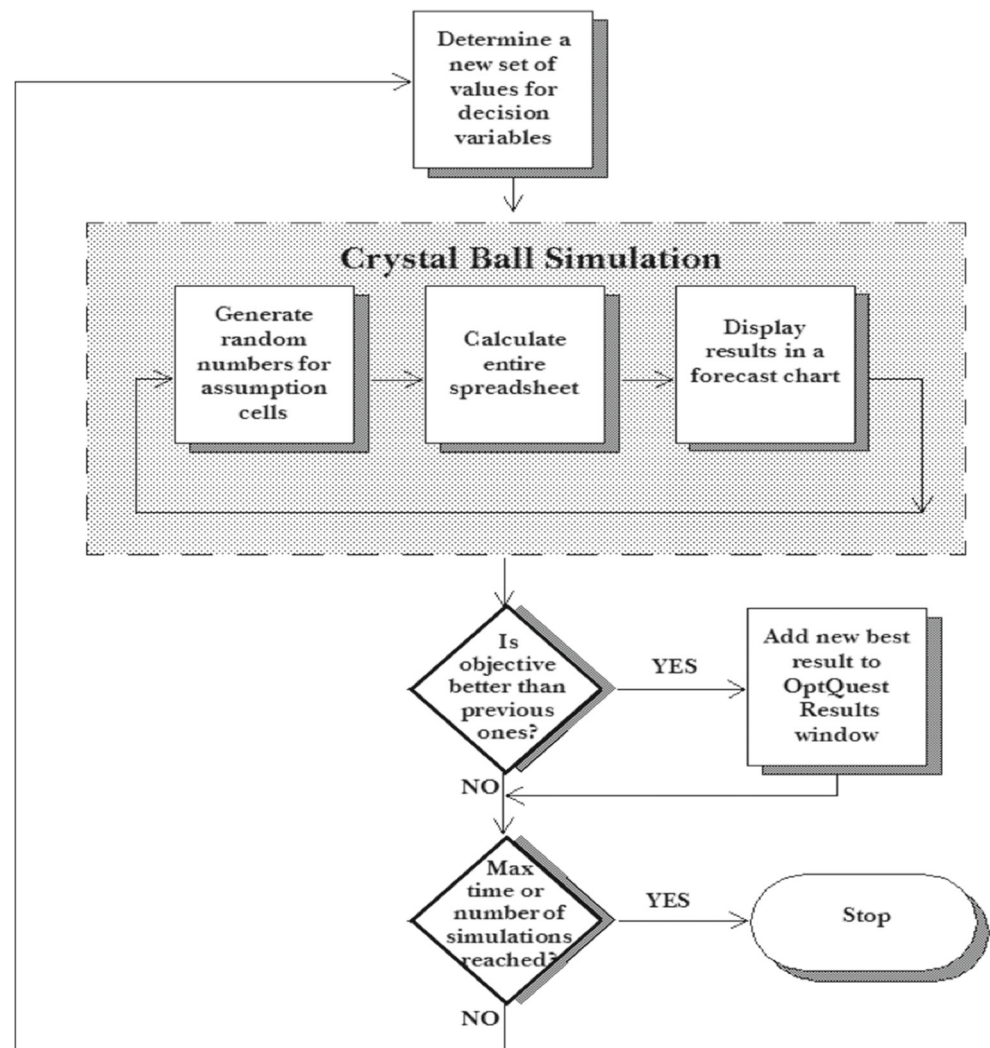 Determine a
new set of
values for
decision
variables
Crystal Ball Simulation
Generate
random
numbers for
assumption
cells
Calculate
entire
spreadsheet
Display
results in a
forecast chart
Is
objective
better than
previous
ones?
YES
Add new best
result to
OptQuest
Results
window
NO
Max
time or
number of
simulations
reached?
YES
Stop
NO